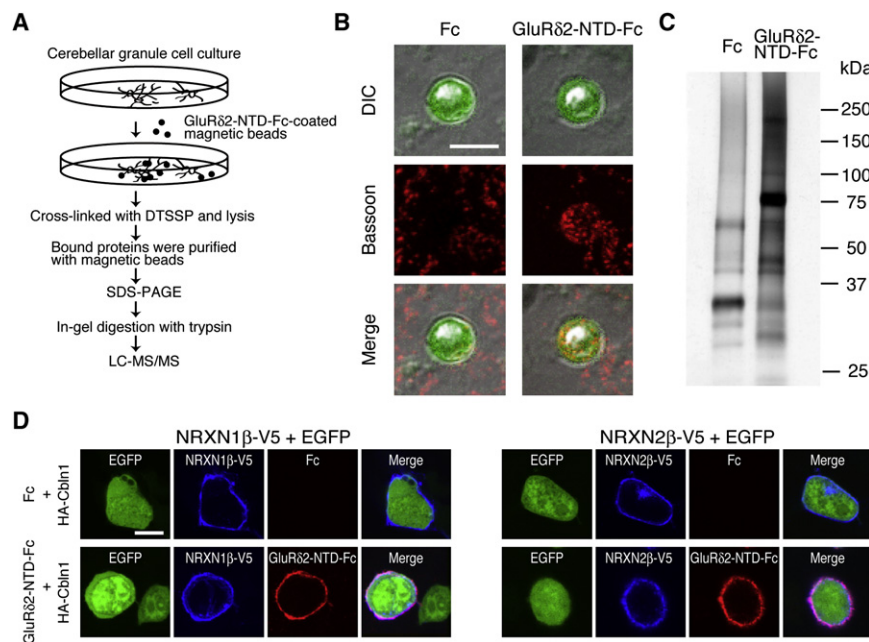 A
Cerebellar granule cell culture
GluRδ2-NTD-Fc-coated
magnetic beads
Cross-linked with DTSSP and lysis
Bound proteins were purified
with magnetic beads
SDS-PAGE
In-gel digestion with trypsin
LC-MS/MS
B
Fc
GluRδ2-NTD-Fc
DIC
Bassoon
Merge
C
Fc
GluRδ2-
NTD-Fc
kDa
250
150
100
75
50
37
25
D
NRXN1β-V5 + EGFP
Fc
+
HA-Cbln1
EGFP
NRXN1β-V5
Fc
Merge
GluRδ2-NTD-Fc
+
HA-Cbln1
EGFP
NRXN1β-V5
GluRδ2-NTD-Fc
Merge
NRXN2β-V5 + EGFP
EGFP
NRXN2β-V5
Fc
Merge
EGFP
NRXN2β-V5
GluRδ2-NTD-Fc
Merge